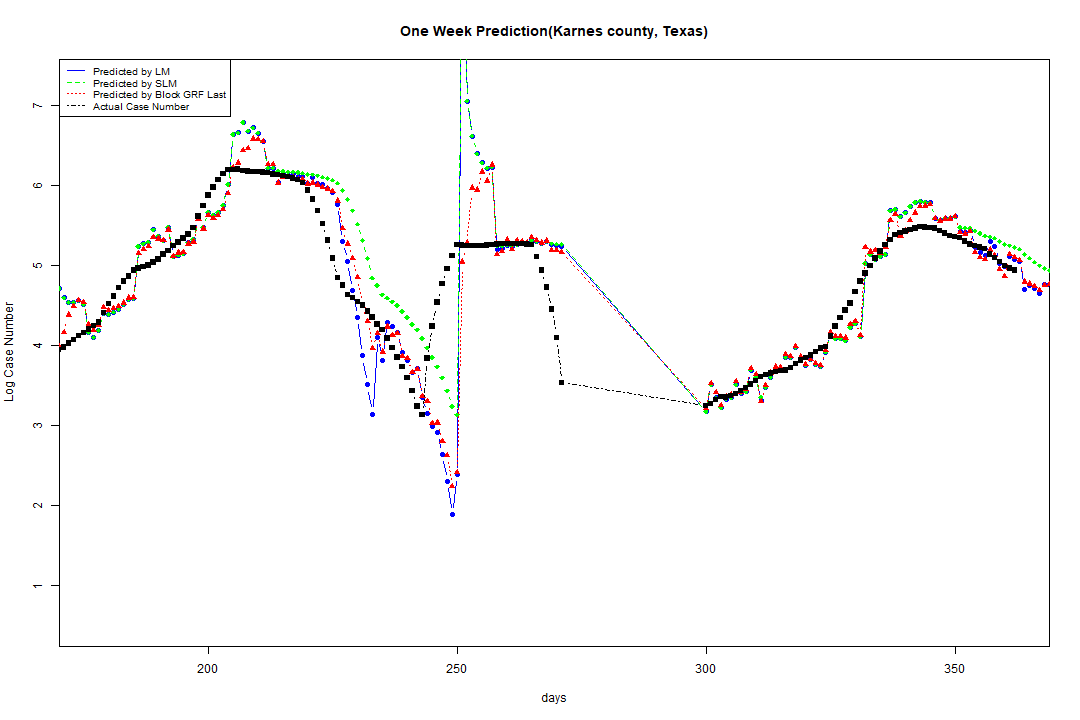 One Week Prediction(Karnes county, Texas)
Predicted by LM
Predicted by SLM
Predicted by Block GRF Last
Actual Case Number
7
6
5
4
3
2
1
Log Case Number
200 250 300 350
days